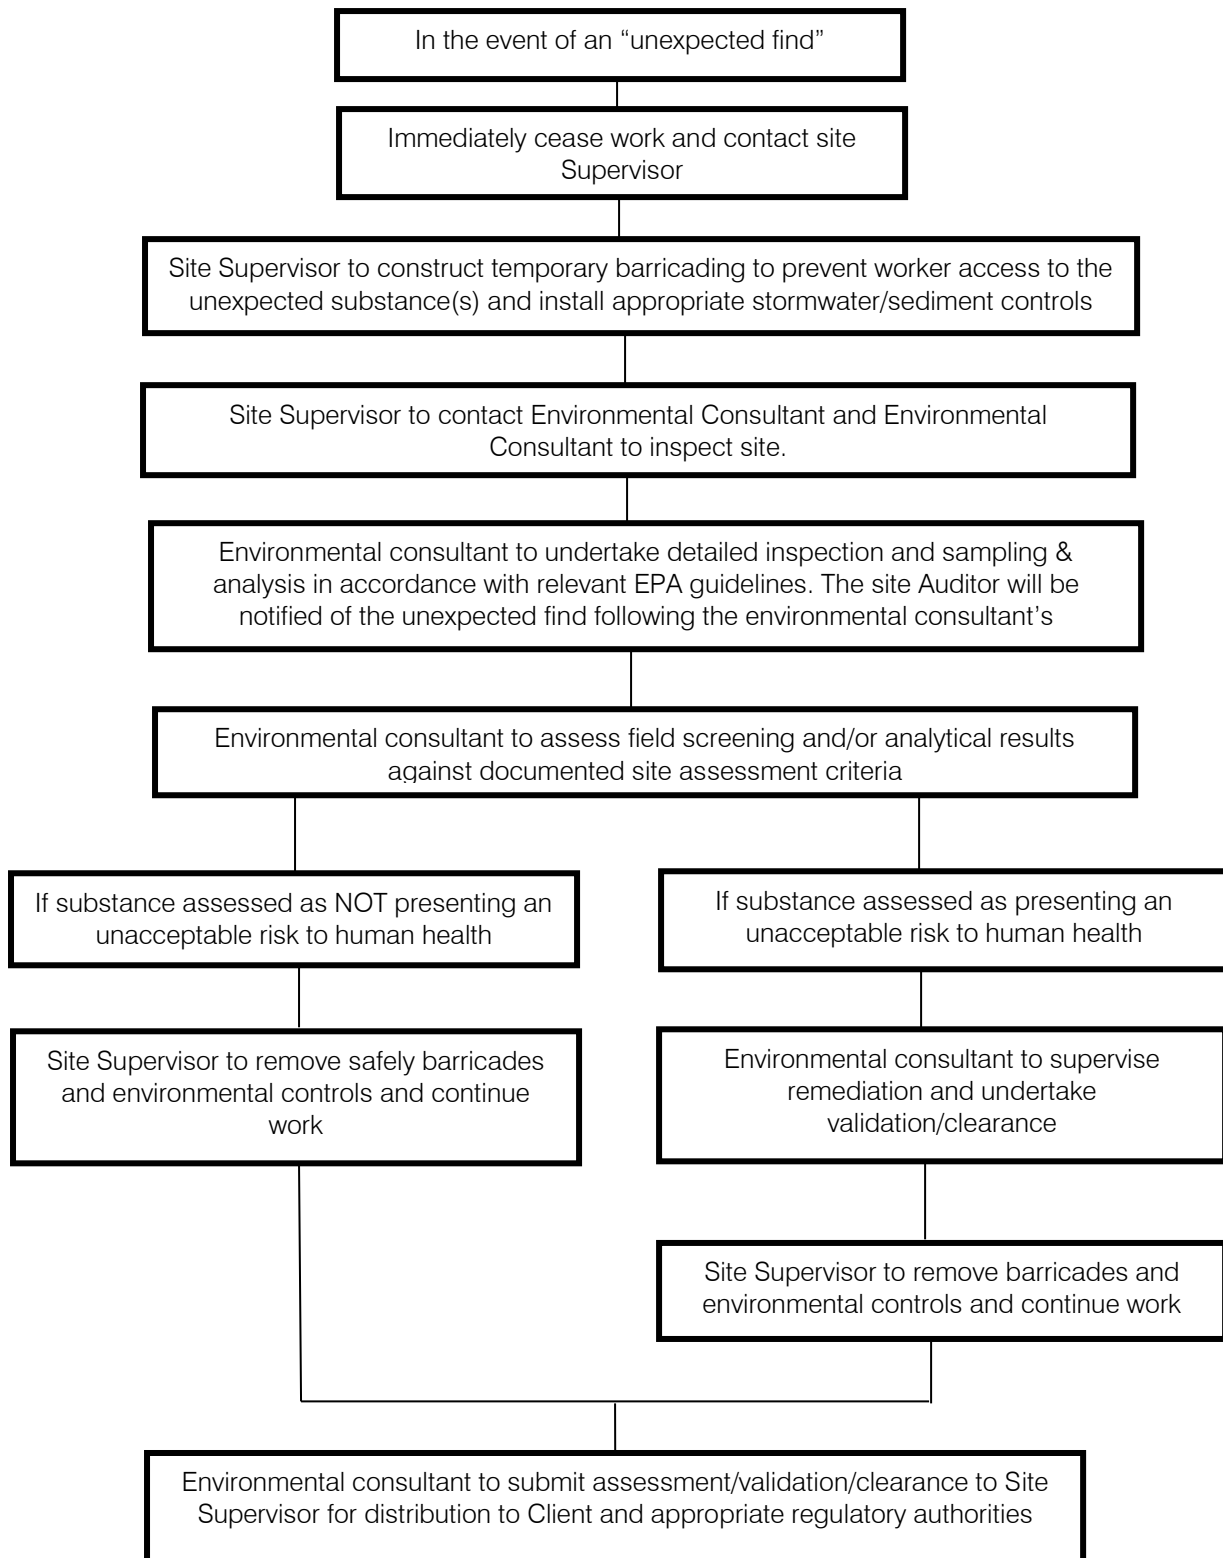 In the event of an “unexpected find”
Immediately cease work and contact site
Supervisor
Site Supervisor to construct temporary barricading to prevent worker access to the
unexpected substance(s) and install appropriate stormwater/sediment controls
Site Supervisor to contact Environmental Consultant and Environmental
Consultant to inspect site.
Environmental consultant to undertake detailed inspection and sampling &
analysis in accordance with relevant EPA guidelines. The site Auditor will be
notified of the unexpected find following the environmental consultant’s
Environmental consultant to assess field screening and/or analytical results
against documented site assessment criteria
If substance assessed as NOT presenting an
unacceptable risk to human health
If substance assessed as presenting an
unacceptable risk to human health
Site Supervisor to remove safely barricades
and environmental controls and continue
work
Environmental consultant to supervise
remediation and undertake
validation/clearance
Site Supervisor to remove barricades and
environmental controls and continue work
Environmental consultant to submit assessment/validation/clearance to Site
Supervisor for distribution to Client and appropriate regulatory authorities